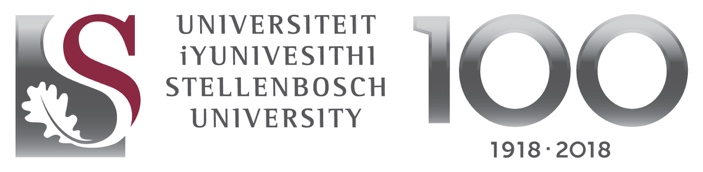 S
UNIVERSITEIT
iYUNIVESITHI
STELLENBOSCH
UNIVERSITY
100
1918 · 2018